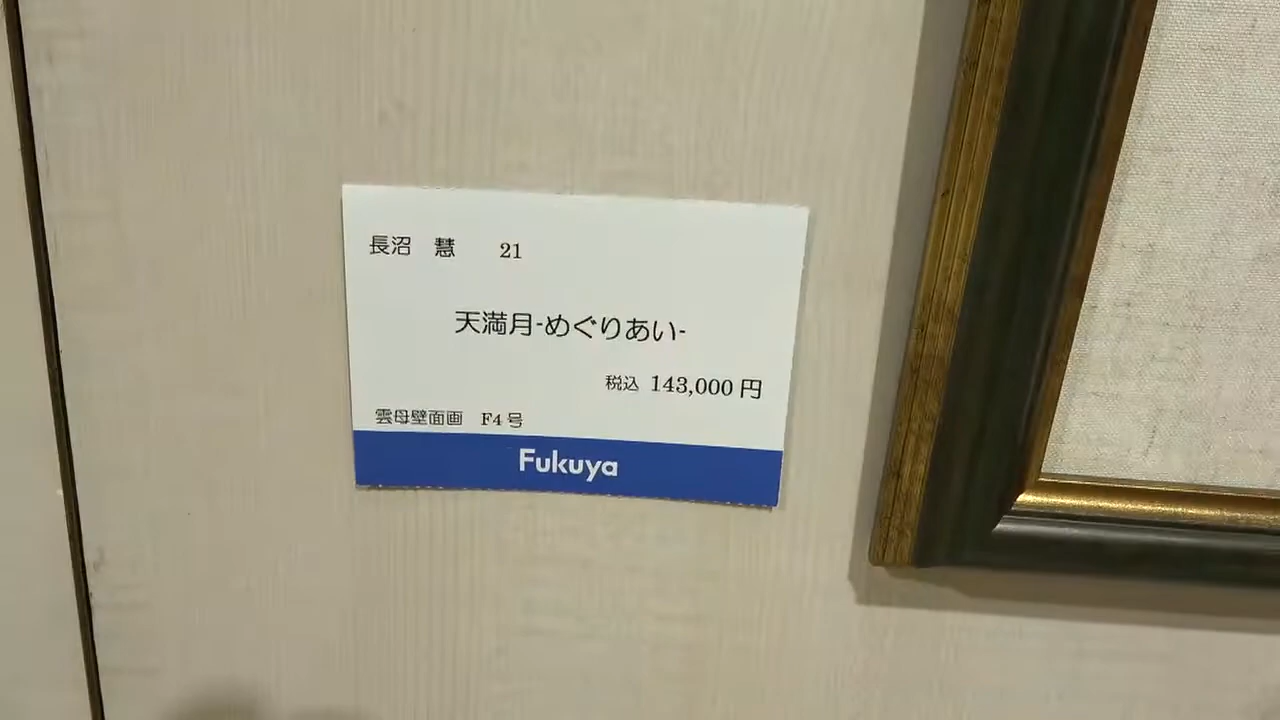 長沼　慧　　21
天満月-めぐりあい-
税込 143,000 円
雲母壁面画　F4 号
Fukuya